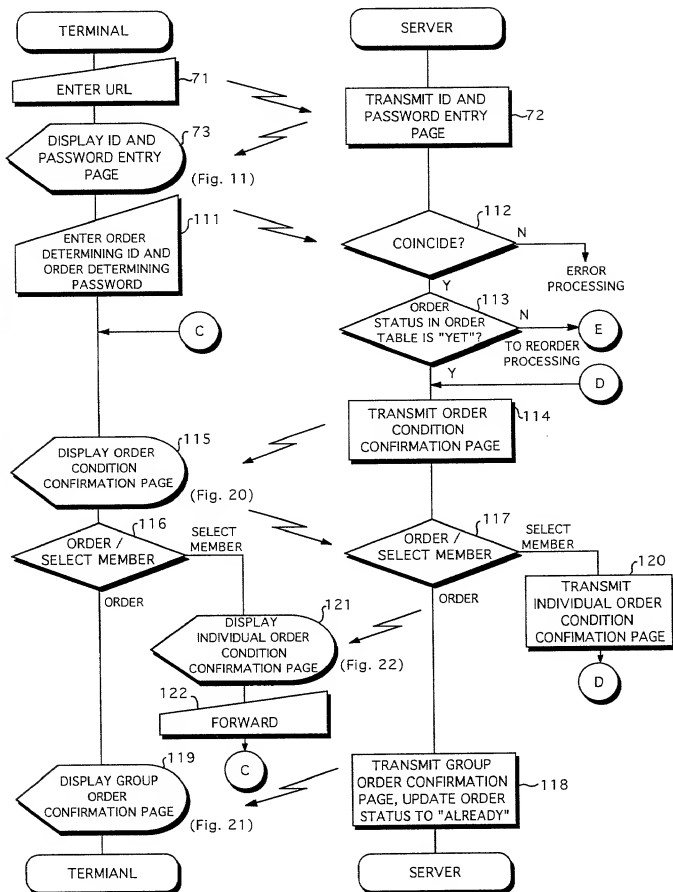 TERMINAL
SERVER
ENTER URL
71
TRANSMIT ID AND
PASSWORD ENTRY
PAGE
72
DISPLAY ID AND
PASSWORD ENTRY
PAGE
73
(Fig. 11)
111
ENTER ORDER
DETERMINING ID AND
ORDER DETERMINING
PASSWORD
112
COINCIDE?
N
ERROR
PROCESSING
Y
113
ORDER
STATUS IN ORDER
TABLE IS "YET"?
N
E
TO REORDER
PROCESSING
C
Y
D
TRANSMIT ORDER
CONDITION
CONFIRMATION PAGE
114
115
DISPLAY ORDER
CONDITION
CONFIRMATION PAGE
(Fig. 20)
116
ORDER /
SELECT MEMBER
SELECT
MEMBER
ORDER
117
ORDER /
SELECT MEMBER
SELECT
MEMBER
ORDER
120
TRANSMIT
INDIVIDUAL ORDER
CONDITION
CONFIMATION PAGE
D
121
DISPLAY
INDIVIDUAL ORDER
CONDITION
CONFIRMATION PAGE
(Fig. 22)
122
FORWARD
C
119
DISPLAY GROUP
ORDER
CONFIRMATION PAGE
(Fig. 21)
TRANSMIT GROUP
ORDER CONFIRMATION
PAGE, UPDATE ORDER
STATUS TO "ALREADY"
118
TERMIANL
SERVER